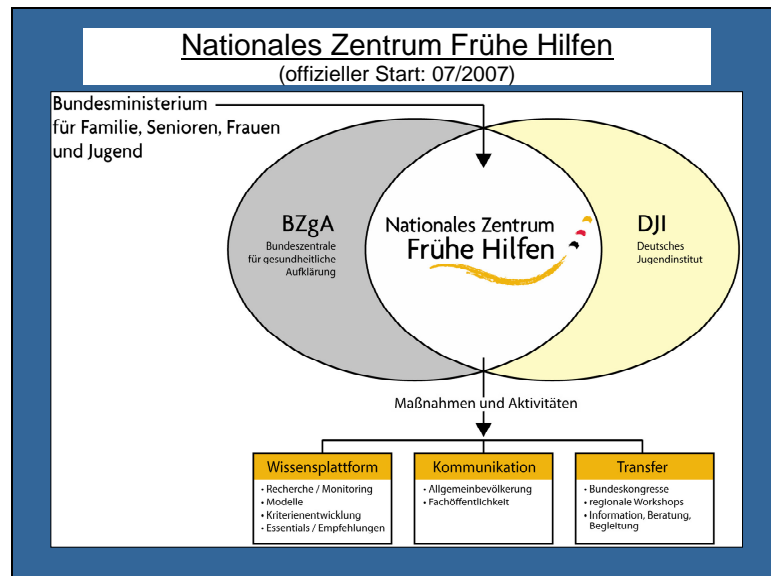 Nationales Zentrum Frühe Hilfen
(offizieller Start: 07/2007)
Bundesministerium
für Familie, Senioren, Frauen
und Jugend
BZgA
Bundeszentrale
für gesundheitliche
Aufklärung
Nationales Zentrum
Frühe Hilfen
DJI
Deutsches
Jugendinstitut
Maßnahmen und Aktivitäten
Wissensplattform
• Recherche / Monitoring
• Modelle
• Kriterienentwicklung
• Essentials / Empfehlungen
Kommunikation
• Allgemeinbevölkerung
• Fachöffentlichkeit
Transfer
• Bundeskongresse
• regionale Workshops
• Information, Beratung,
Begleitung